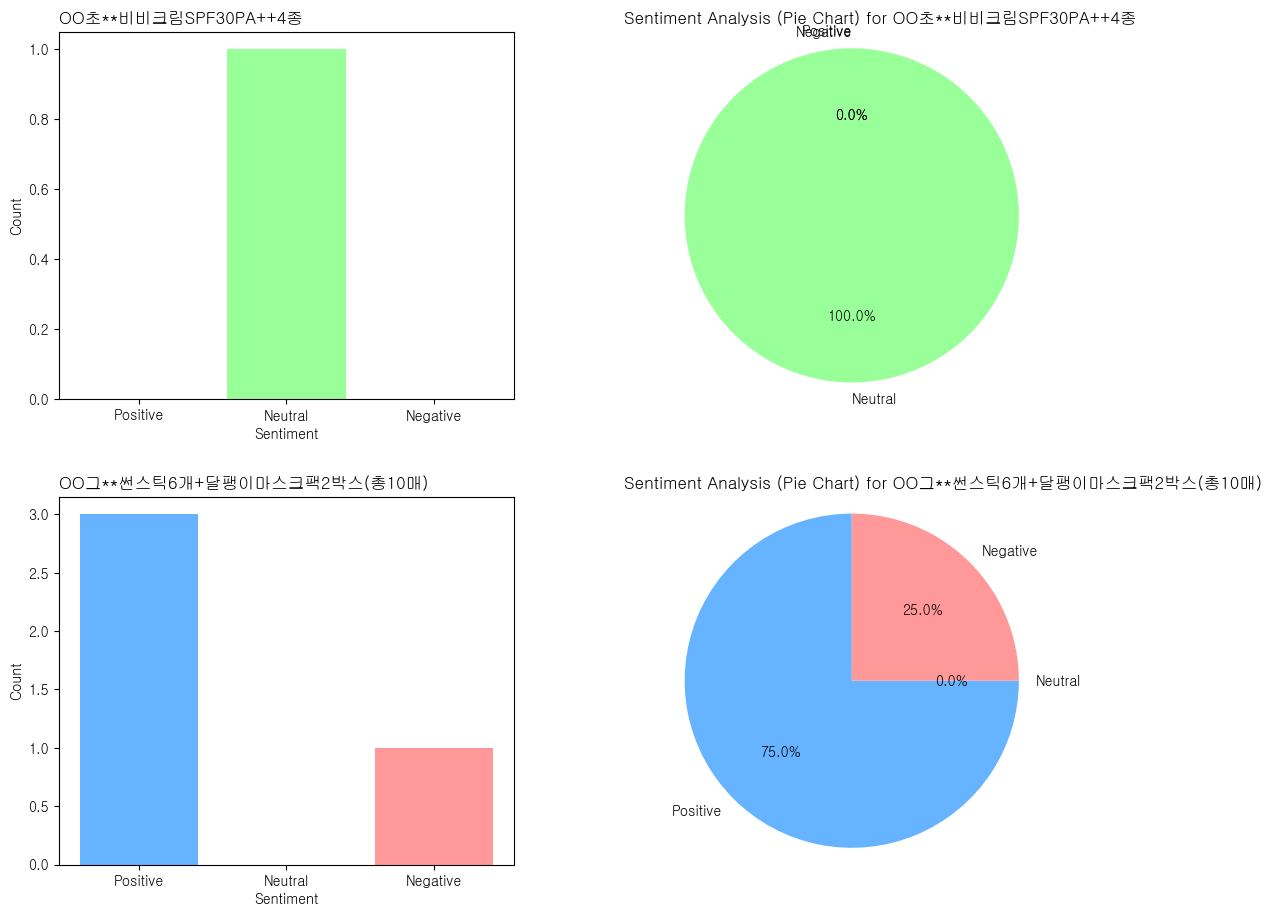 OO초**비비크림SPF30PA++4종
1.0
0.8
0.6
0.4
0.2
0.0
Count
Positive
Neutral
Negative
Sentiment
Sentiment Analysis (Pie Chart) for OO초**비비크림SPF30PA++4종
Positive
Negative
0.0%
100.0%
Neutral
OO그**썬스틱6개+달팽이마스크팩2박스(총10매)
3.0
2.5
2.0
1.5
1.0
0.5
0.0
Count
Positive
Neutral
Negative
Sentiment
Sentiment Analysis (Pie Chart) for OO그**썬스틱6개+달팽이마스크팩2박스(총10매)
Negative
25.0%
0.0%
Neutral
75.0%
Positive